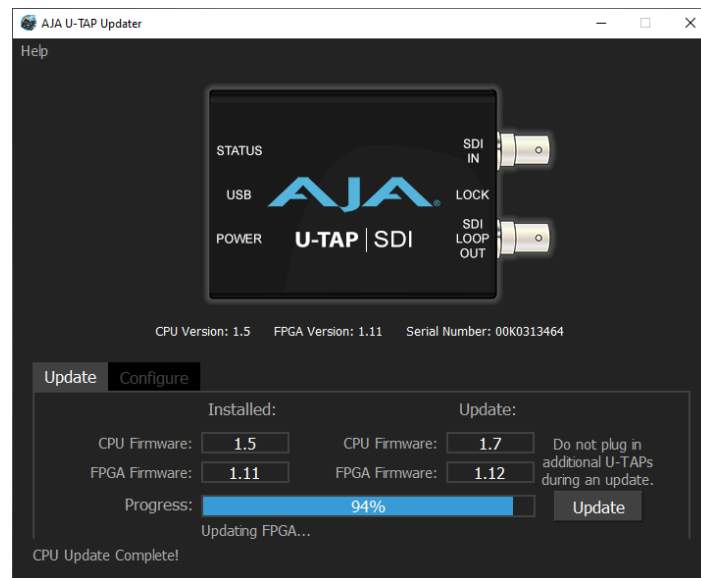 AJA U-TAP Updater
Help
STATUS
SDI
IN
USB
AJA®
LOCK
POWER
U-TAP | SDI
SDI
LOOP
OUT
CPU Version: 1.5 FPGA Version: 1.11 Serial Number: 00K0313464
Update Configure
Installed: Update:
CPU Firmware: 1.5 CPU Firmware: 1.7
FPGA Firmware: 1.11 FPGA Firmware: 1.12
Do not plug in
additional U-TAPs
during an update.
Progress: 94% Update
Updating FPGA...
CPU Update Complete!